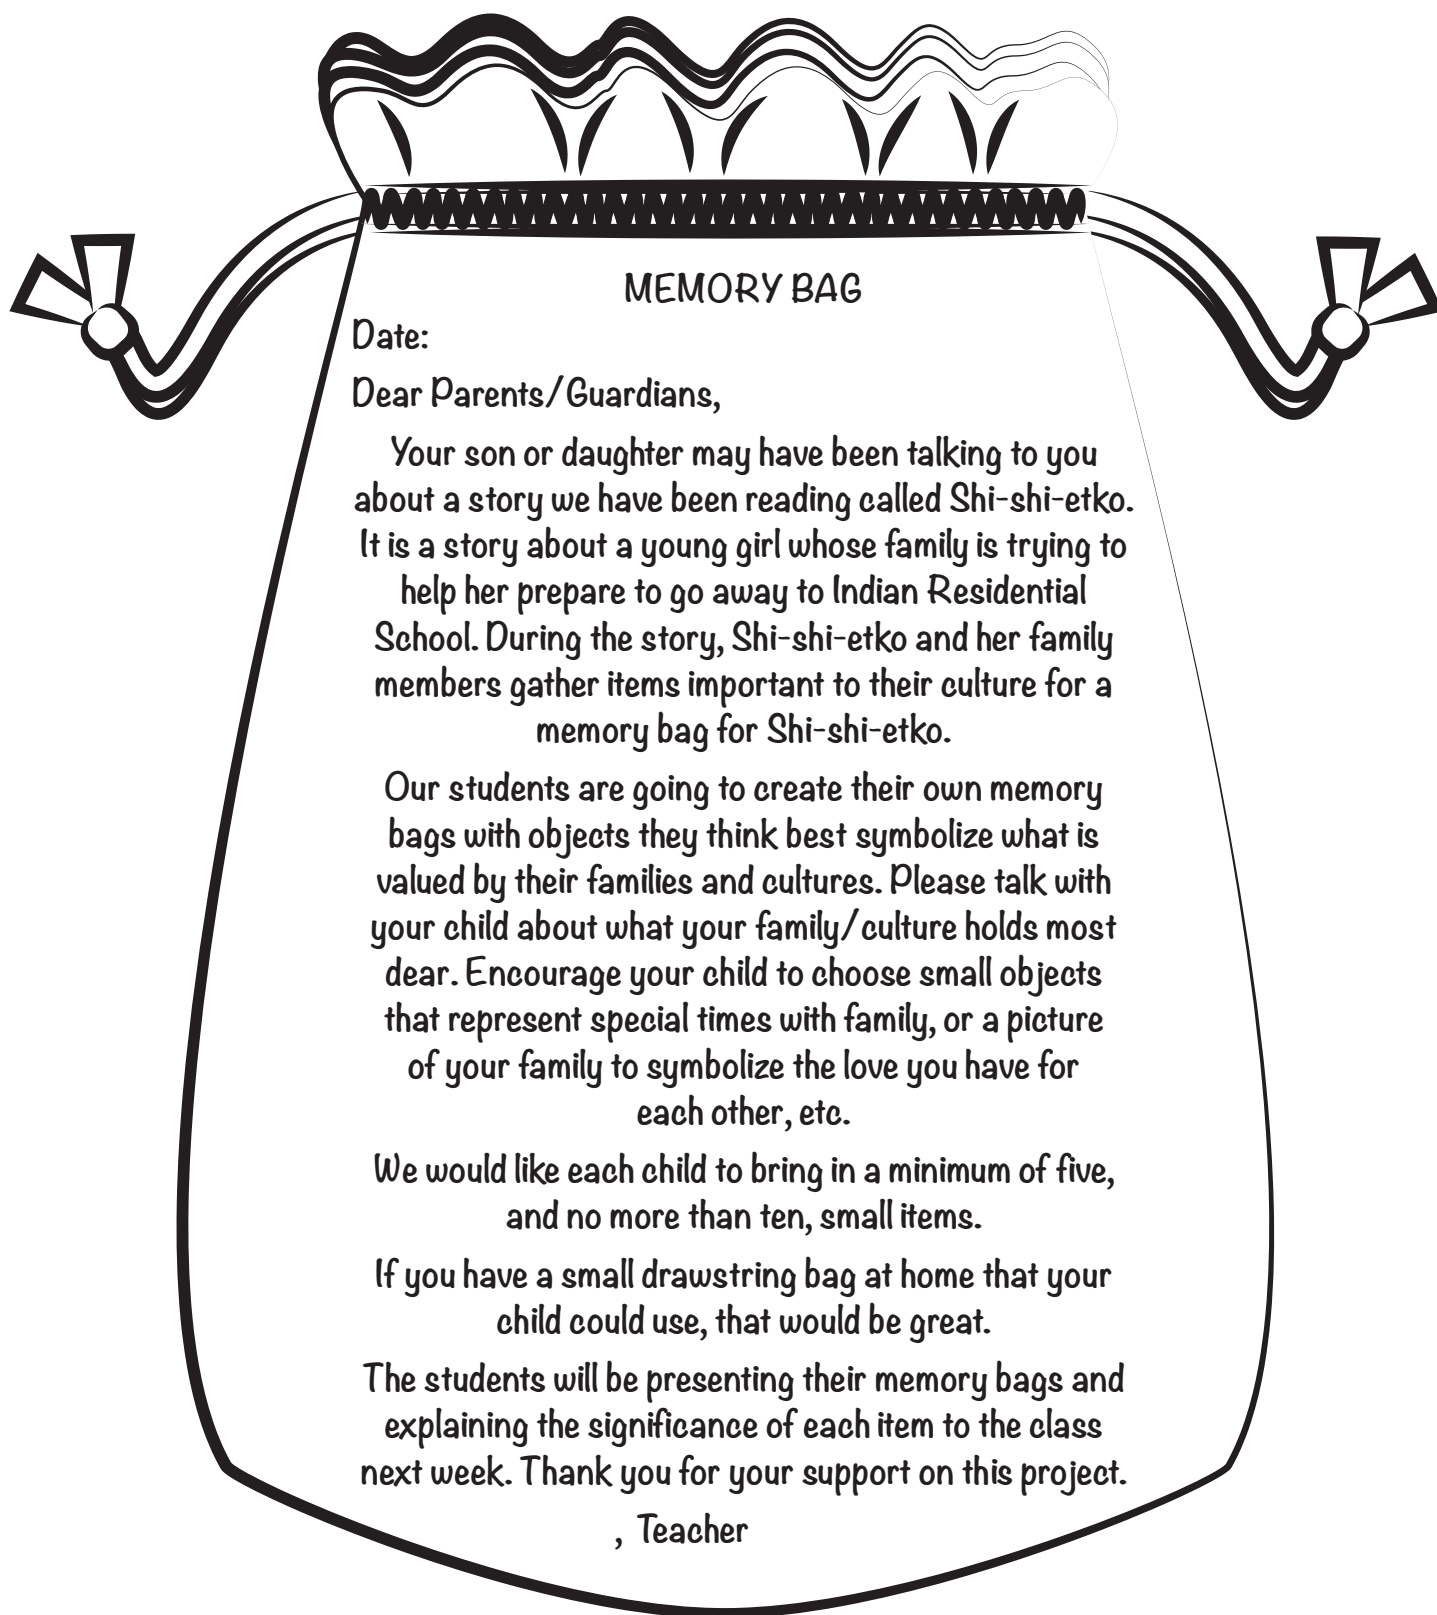 MEMORY BAG
Date:
Dear Parents/Guardians,
Your son or daughter may have been talking to you
about a story we have been reading called Shi-shi-etko.
It is a story about a young girl whose family is trying to
help her prepare to go away to Indian Residential
School. During the story, Shi-shi-etko and her family
members gather items important to their culture for a
memory bag for Shi-shi-etko.
Our students are going to create their own memory
bags with objects they think best symbolize what is
valued by their families and cultures. Please talk with
your child about what your family/culture holds most
dear. Encourage your child to choose small objects
that represent special times with family, or a picture
of your family to symbolize the love you have for
each other, etc.
We would like each child to bring in a minimum of five,
and no more than ten, small items.
If you have a small drawstring bag at home that your
child could use, that would be great.
The students will be presenting their memory bags and
explaining the significance of each item to the class
next week. Thank you for your support on this project.
, Teacher